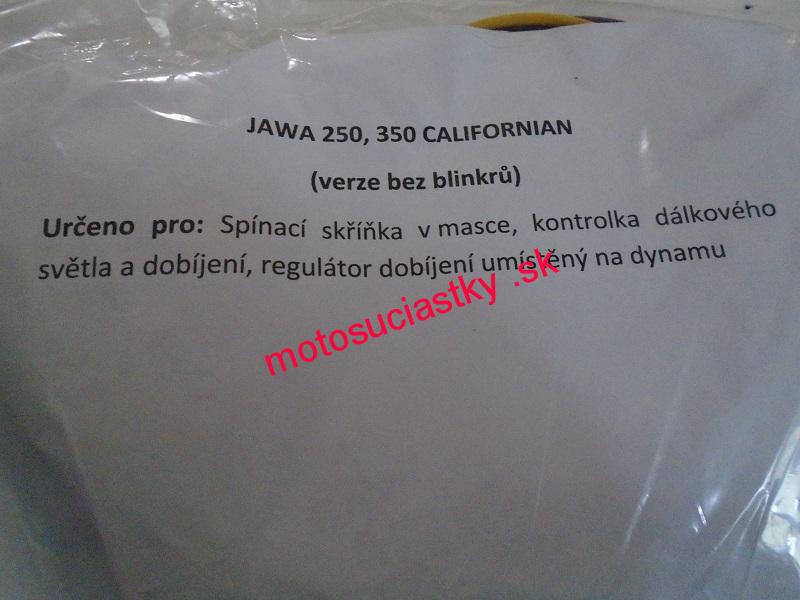 JAWA 250, 350 CALIFORNIAN
(verze bez blinkrů)
Určeno pro: Spínací skříňka v masce, kontrolka dálkového
světla a dobíjení, regulátor dobíjení umístěný na dynamu
motosuciastky .sk